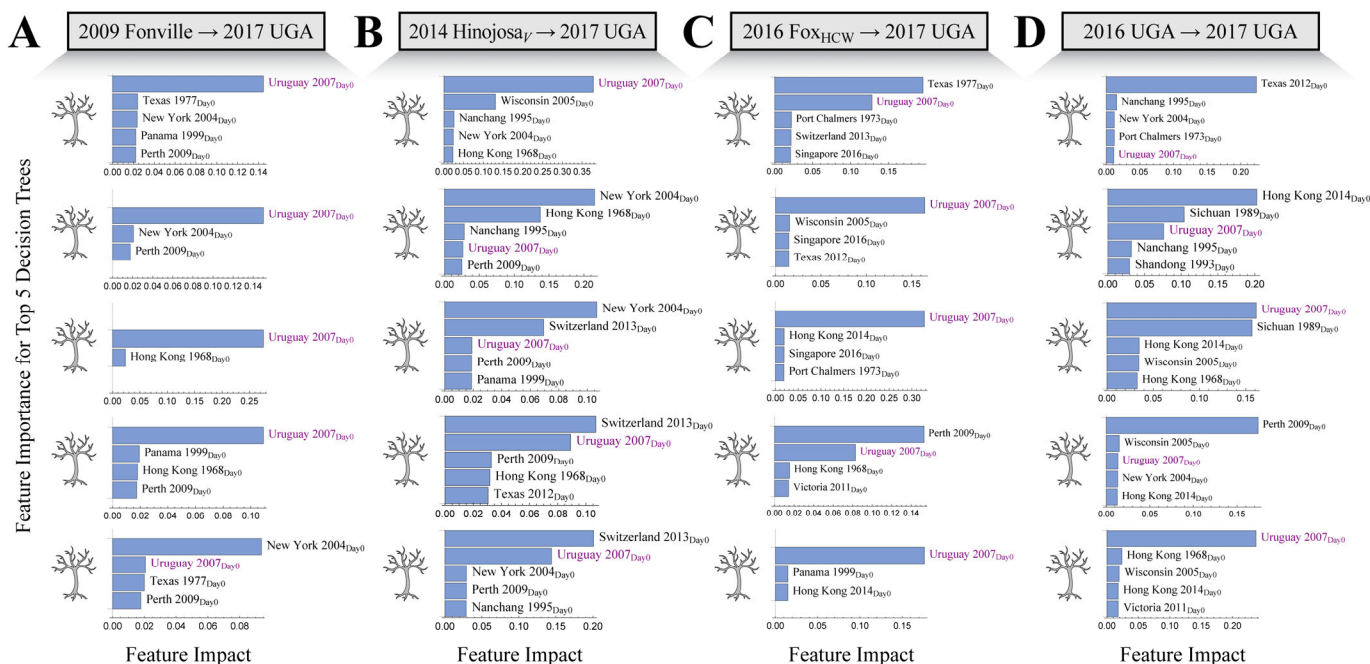 A 2009 Fonville → 2017 UGA
Feature Importance for Top 5 Decision Trees
Uruguay 2007Day0
Texas 1977Day0
New York 2004Day0
Panama 1999Day0
Perth 2009Day0
0.00 0.02 0.04 0.06 0.08 0.10 0.12 0.14
Uruguay 2007Day0
New York 2004Day0
Perth 2009Day0
0.00 0.02 0.04 0.06 0.08 0.10 0.12 0.14
Uruguay 2007Day0
Hong Kong 1968Day0
0.00 0.05 0.10 0.15 0.20 0.25
Uruguay 2007Day0
Panama 1999Day0
Hong Kong 1968Day0
Perth 2009Day0
0.00 0.02 0.04 0.06 0.08 0.10
New York 2004Day0
Uruguay 2007Day0
Texas 1977Day0
Perth 2009Day0
0.00 0.02 0.04 0.06 0.08
Feature Impact
B 2014 HinojosaV → 2017 UGA
Uruguay 2007Day0
Wisconsin 2005Day0
Nanchang 1995Day0
New York 2004Day0
Hong Kong 1968Day0
0.00 0.05 0.10 0.15 0.20 0.25 0.30 0.35
New York 2004Day0
Hong Kong 1968Day0
Nanchang 1995Day0
Uruguay 2007Day0
Perth 2009Day0
0.00 0.05 0.10 0.15 0.20
New York 2004Day0
Switzerland 2013Day0
Uruguay 2007Day0
Perth 2009Day0
Panama 1999Day0
0.00 0.02 0.04 0.06 0.08 0.10
Switzerland 2013Day0
Uruguay 2007Day0
Perth 2009Day0
Hong Kong 1968Day0
Texas 2012Day0
0.00 0.02 0.04 0.06 0.08 0.10
Switzerland 2013Day0
Uruguay 2007Day0
New York 2004Day0
Perth 2009Day0
Nanchang 1995Day0
0.00 0.05 0.10 0.15 0.20
Feature Impact
C 2016 FoxHCW → 2017 UGA
Texas 1977Day0
Uruguay 2007Day0
Port Chalmers 1973Day0
Switzerland 2013Day0
Singapore 2016Day0
0.00 0.05 0.10 0.15
Uruguay 2007Day0
Wisconsin 2005Day0
Singapore 2016Day0
Texas 2012Day0
0.00 0.05 0.10 0.15
Uruguay 2007Day0
Hong Kong 2014Day0
Singapore 2016Day0
Port Chalmers 1973Day0
0.00 0.05 0.10 0.15 0.20 0.25 0.30
Perth 2009Day0
Uruguay 2007Day0
Hong Kong 1968Day0
Victoria 2011Day0
0.00 0.02 0.04 0.06 0.08 0.10 0.12 0.14
Uruguay 2007Day0
Panama 1999Day0
Hong Kong 2014Day0
0.00 0.05 0.10 0.15
Feature Impact
D 2016 UGA → 2017 UGA
Texas 2012Day0
Nanchang 1995Day0
New York 2004Day0
Port Chalmers 1973Day0
Uruguay 2007Day0
0.00 0.05 0.10 0.15 0.20
Hong Kong 2014Day0
Sichuan 1989Day0
Uruguay 2007Day0
Nanchang 1995Day0
Shandong 1993Day0
0.00 0.05 0.10 0.15 0.20
Uruguay 2007Day0
Sichuan 1989Day0
Hong Kong 2014Day0
Wisconsin 2005Day0
Hong Kong 1968Day0
0.00 0.05 0.10 0.15
Perth 2009Day0
Wisconsin 2005Day0
Uruguay 2007Day0
New York 2004Day0
Hong Kong 2014Day0
0.00 0.05 0.10 0.15
Uruguay 2007Day0
Hong Kong 1968Day0
Wisconsin 2005Day0
Hong Kong 2014Day0
Victoria 2011Day0
0.00 0.05 0.10 0.15 0.20
Feature Impact